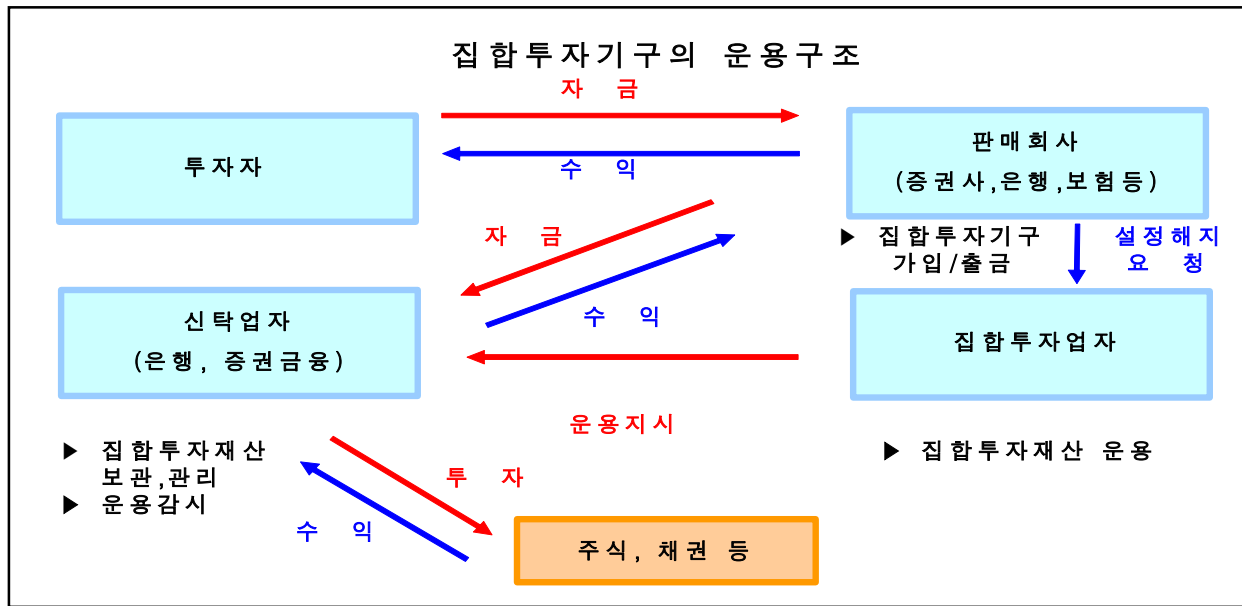 집합투자기구의 운용구조
자 금
투자자
수 익
판매회사
(증권사,은행,보험등)
자 금
▶ 집합투자기구
가입/출금
설정해지
요 청
수 익
신탁업자
(은행, 증권금융)
집합투자업자
운용지시
▶ 집합투자재산
보관,관리
▶ 운용감시
▶ 집합투자재산 운용
투 자
수 익
주식, 채권 등